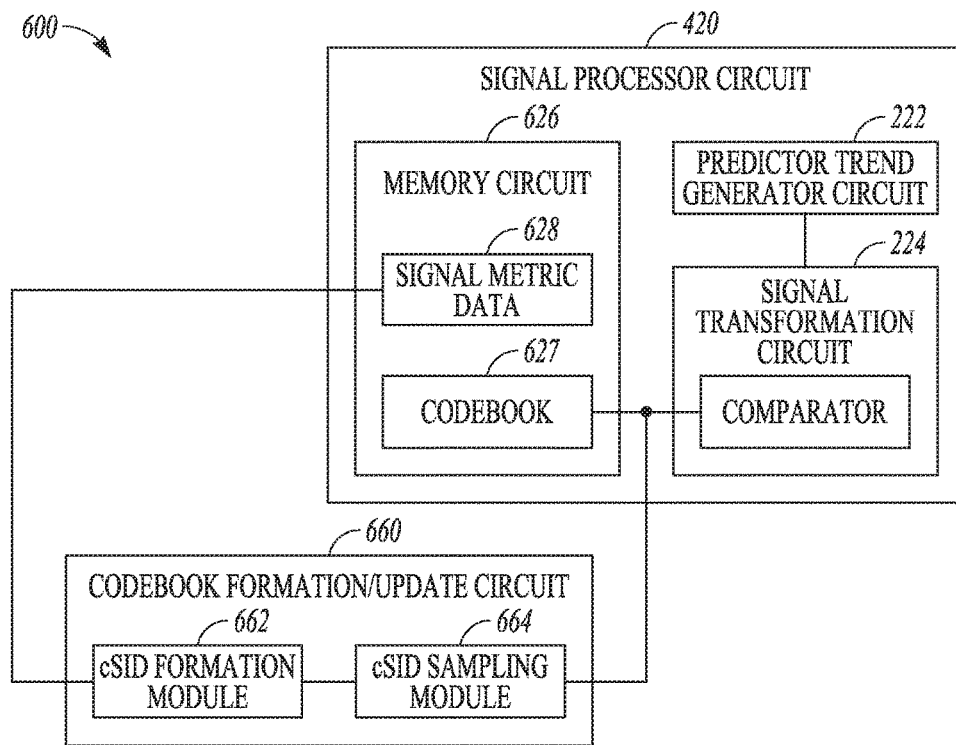 600
420
SIGNAL PROCESSOR CIRCUIT
626
MEMORY CIRCUIT
628
SIGNAL METRIC
DATA
627
CODEBOOK
222
PREDICTOR TREND
GENERATOR CIRCUIT
224
SIGNAL
TRANSFORMATION
CIRCUIT
COMPARATOR
660
CODEBOOK FORMATION/UPDATE CIRCUIT
662
cSID FORMATION
MODULE
664
cSID SAMPLING
MODULE